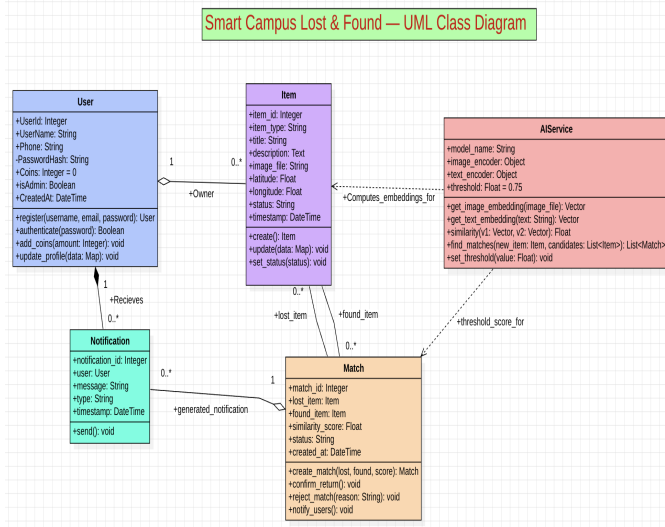 Smart Campus Lost & Found — UML Class Diagram
User
+UserId: Integer
+UserName: String
+Phone: String
-PasswordHash: String
+Coins: Integer = 0
+isAdmin: Boolean
+CreatedAt: DateTime
+register(username, email, password): User
+authenticate(password): Boolean
+add_coins(amount: Integer): void
+update_profile(data: Map): void
1
0..*
+Owner
Item
+item_id: Integer
+item_type: String
+title: String
+description: Text
+image_file: String
+latitude: Float
+longitude: Float
+status: String
+timestamp: DateTime
+create(): Item
+update(data: Map): void
+set_status(status): void
+Computes_embeddings_for
AIService
+model_name: String
+image_encoder: Object
+text_encoder: Object
+threshold: Float = 0.75
+get_image_embedding(image_file): Vector
+get_text_embedding(text: String): Vector
+similarity(v1: Vector, v2: Vector): Float
+find_matches(new_item: Item, candidates: List<Item>): List<Match>
+set_threshold(value: Float): void
1
+Recieves
0..*
0..*
+lost_item
+found_item
0..*
+threshold_score_for
Notification
+notification_id: Integer
+user: User
+message: String
+type: String
+timestamp: DateTime
+send(): void
0..*
1
+generated_notification
Match
+match_id: Integer
+lost_item: Item
+found_item: Item
+similarity_score: Float
+status: String
+created_at: DateTime
+create_match(lost, found, score): Match
+confirm_return(): void
+reject_match(reason: String): void
+notify_users(): void